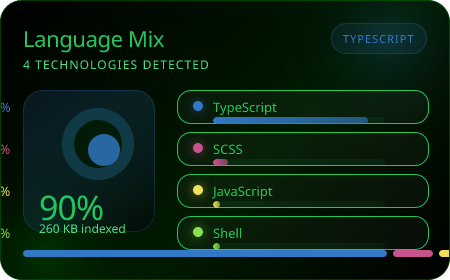 Language Mix
TYPESCRIPT
4 TECHNOLOGIES DETECTED
% TypeScript
% SCSS
% JavaScript
% Shell
90%
260 KB indexed